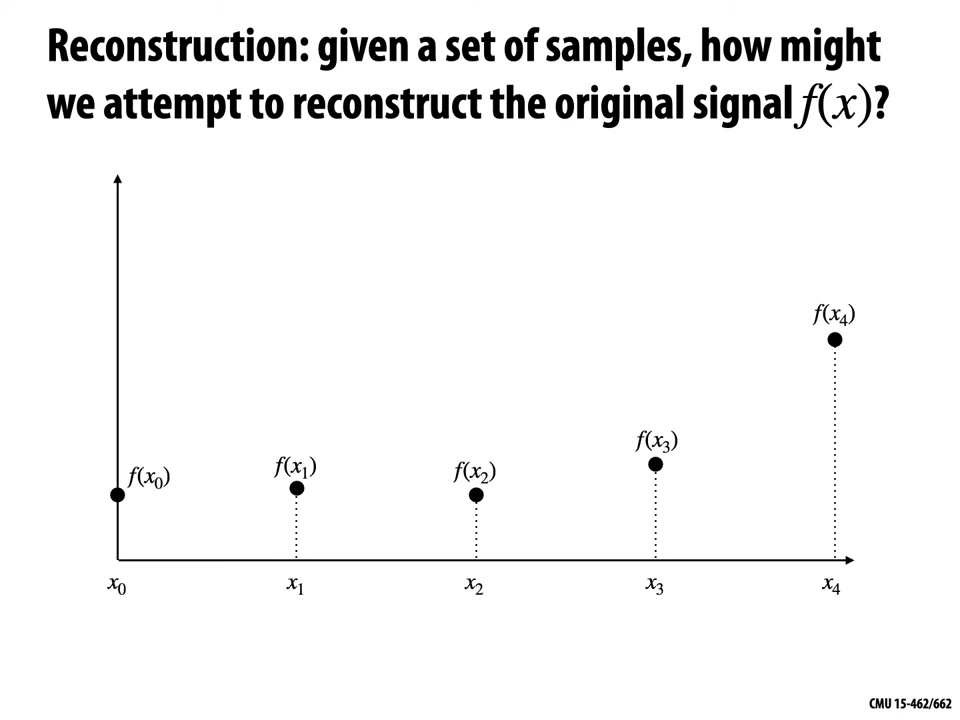 Reconstruction: given a set of samples, how might
we attempt to reconstruct the original signal f(x)?
f(x₄)
f(x₃)
f(x₀)
f(x₁)
f(x₂)
x₀
x₁
x₂
x₃
x₄
CMU 15-462/662